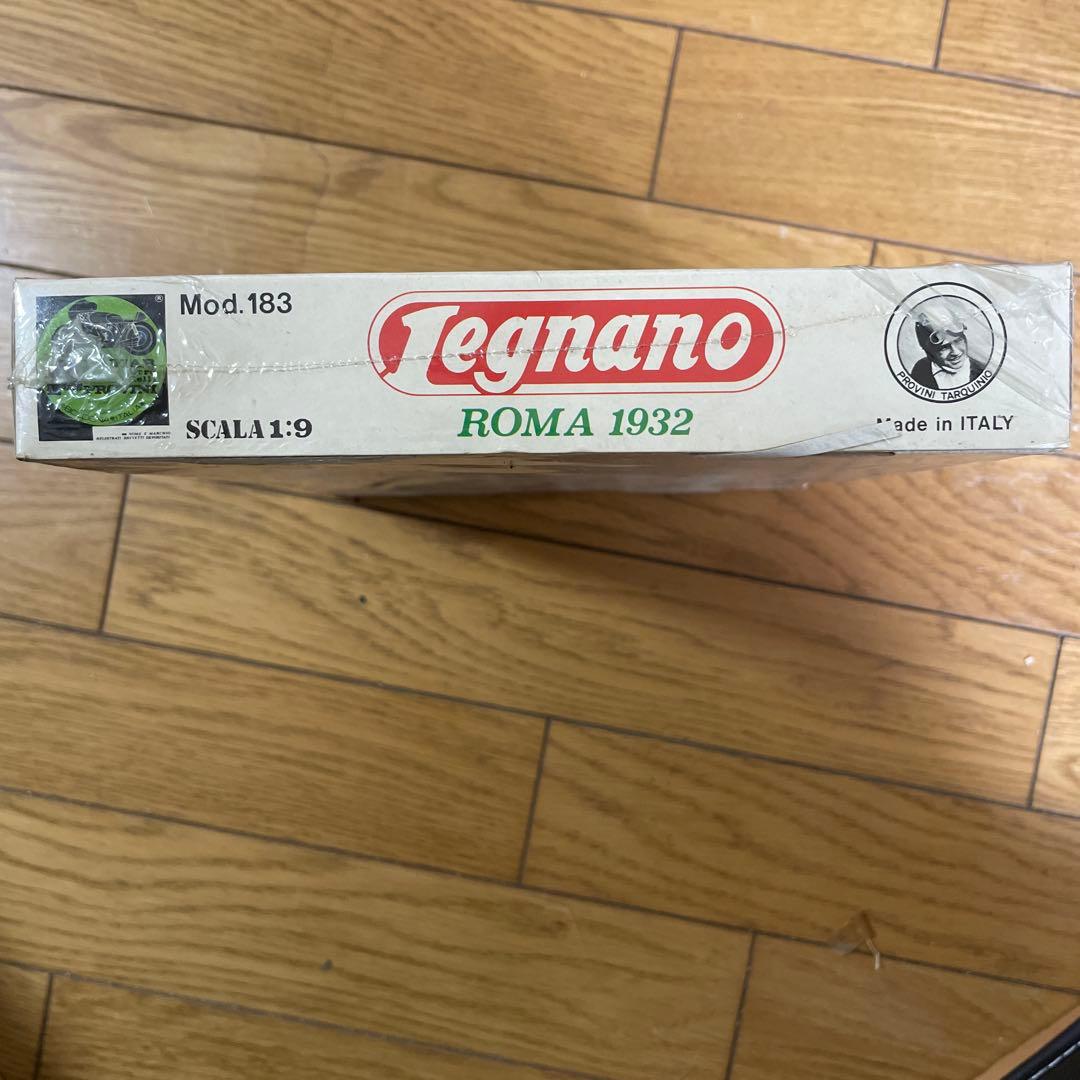 Mod.183
SCALA 1:9
Legnano
ROMA 1932
PROVINI TARQUINIO
Made in ITALY